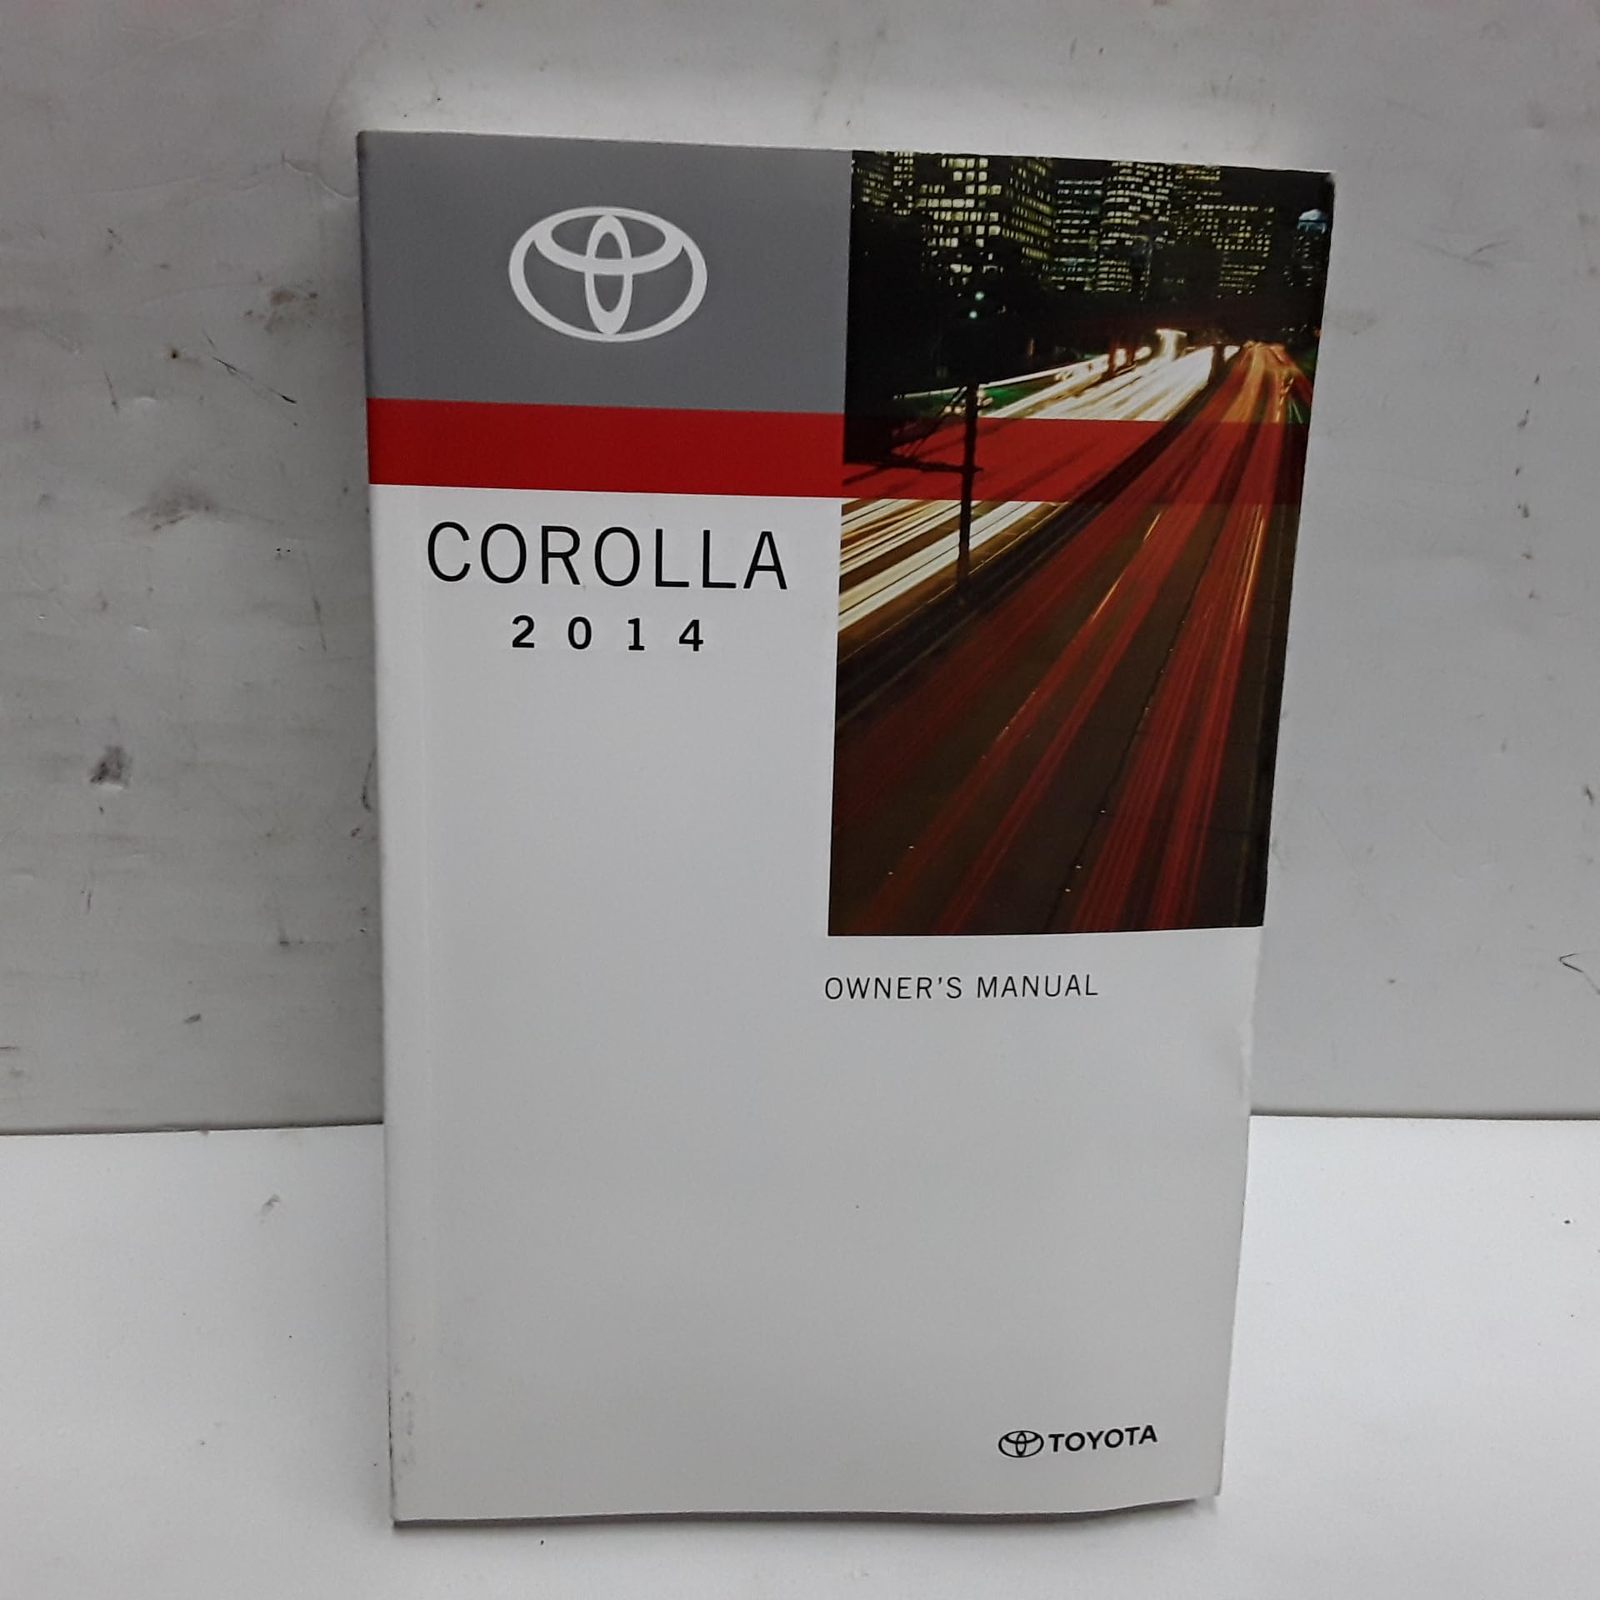 COROLLA
2014
OWNER'S MANUAL
TOYOTA